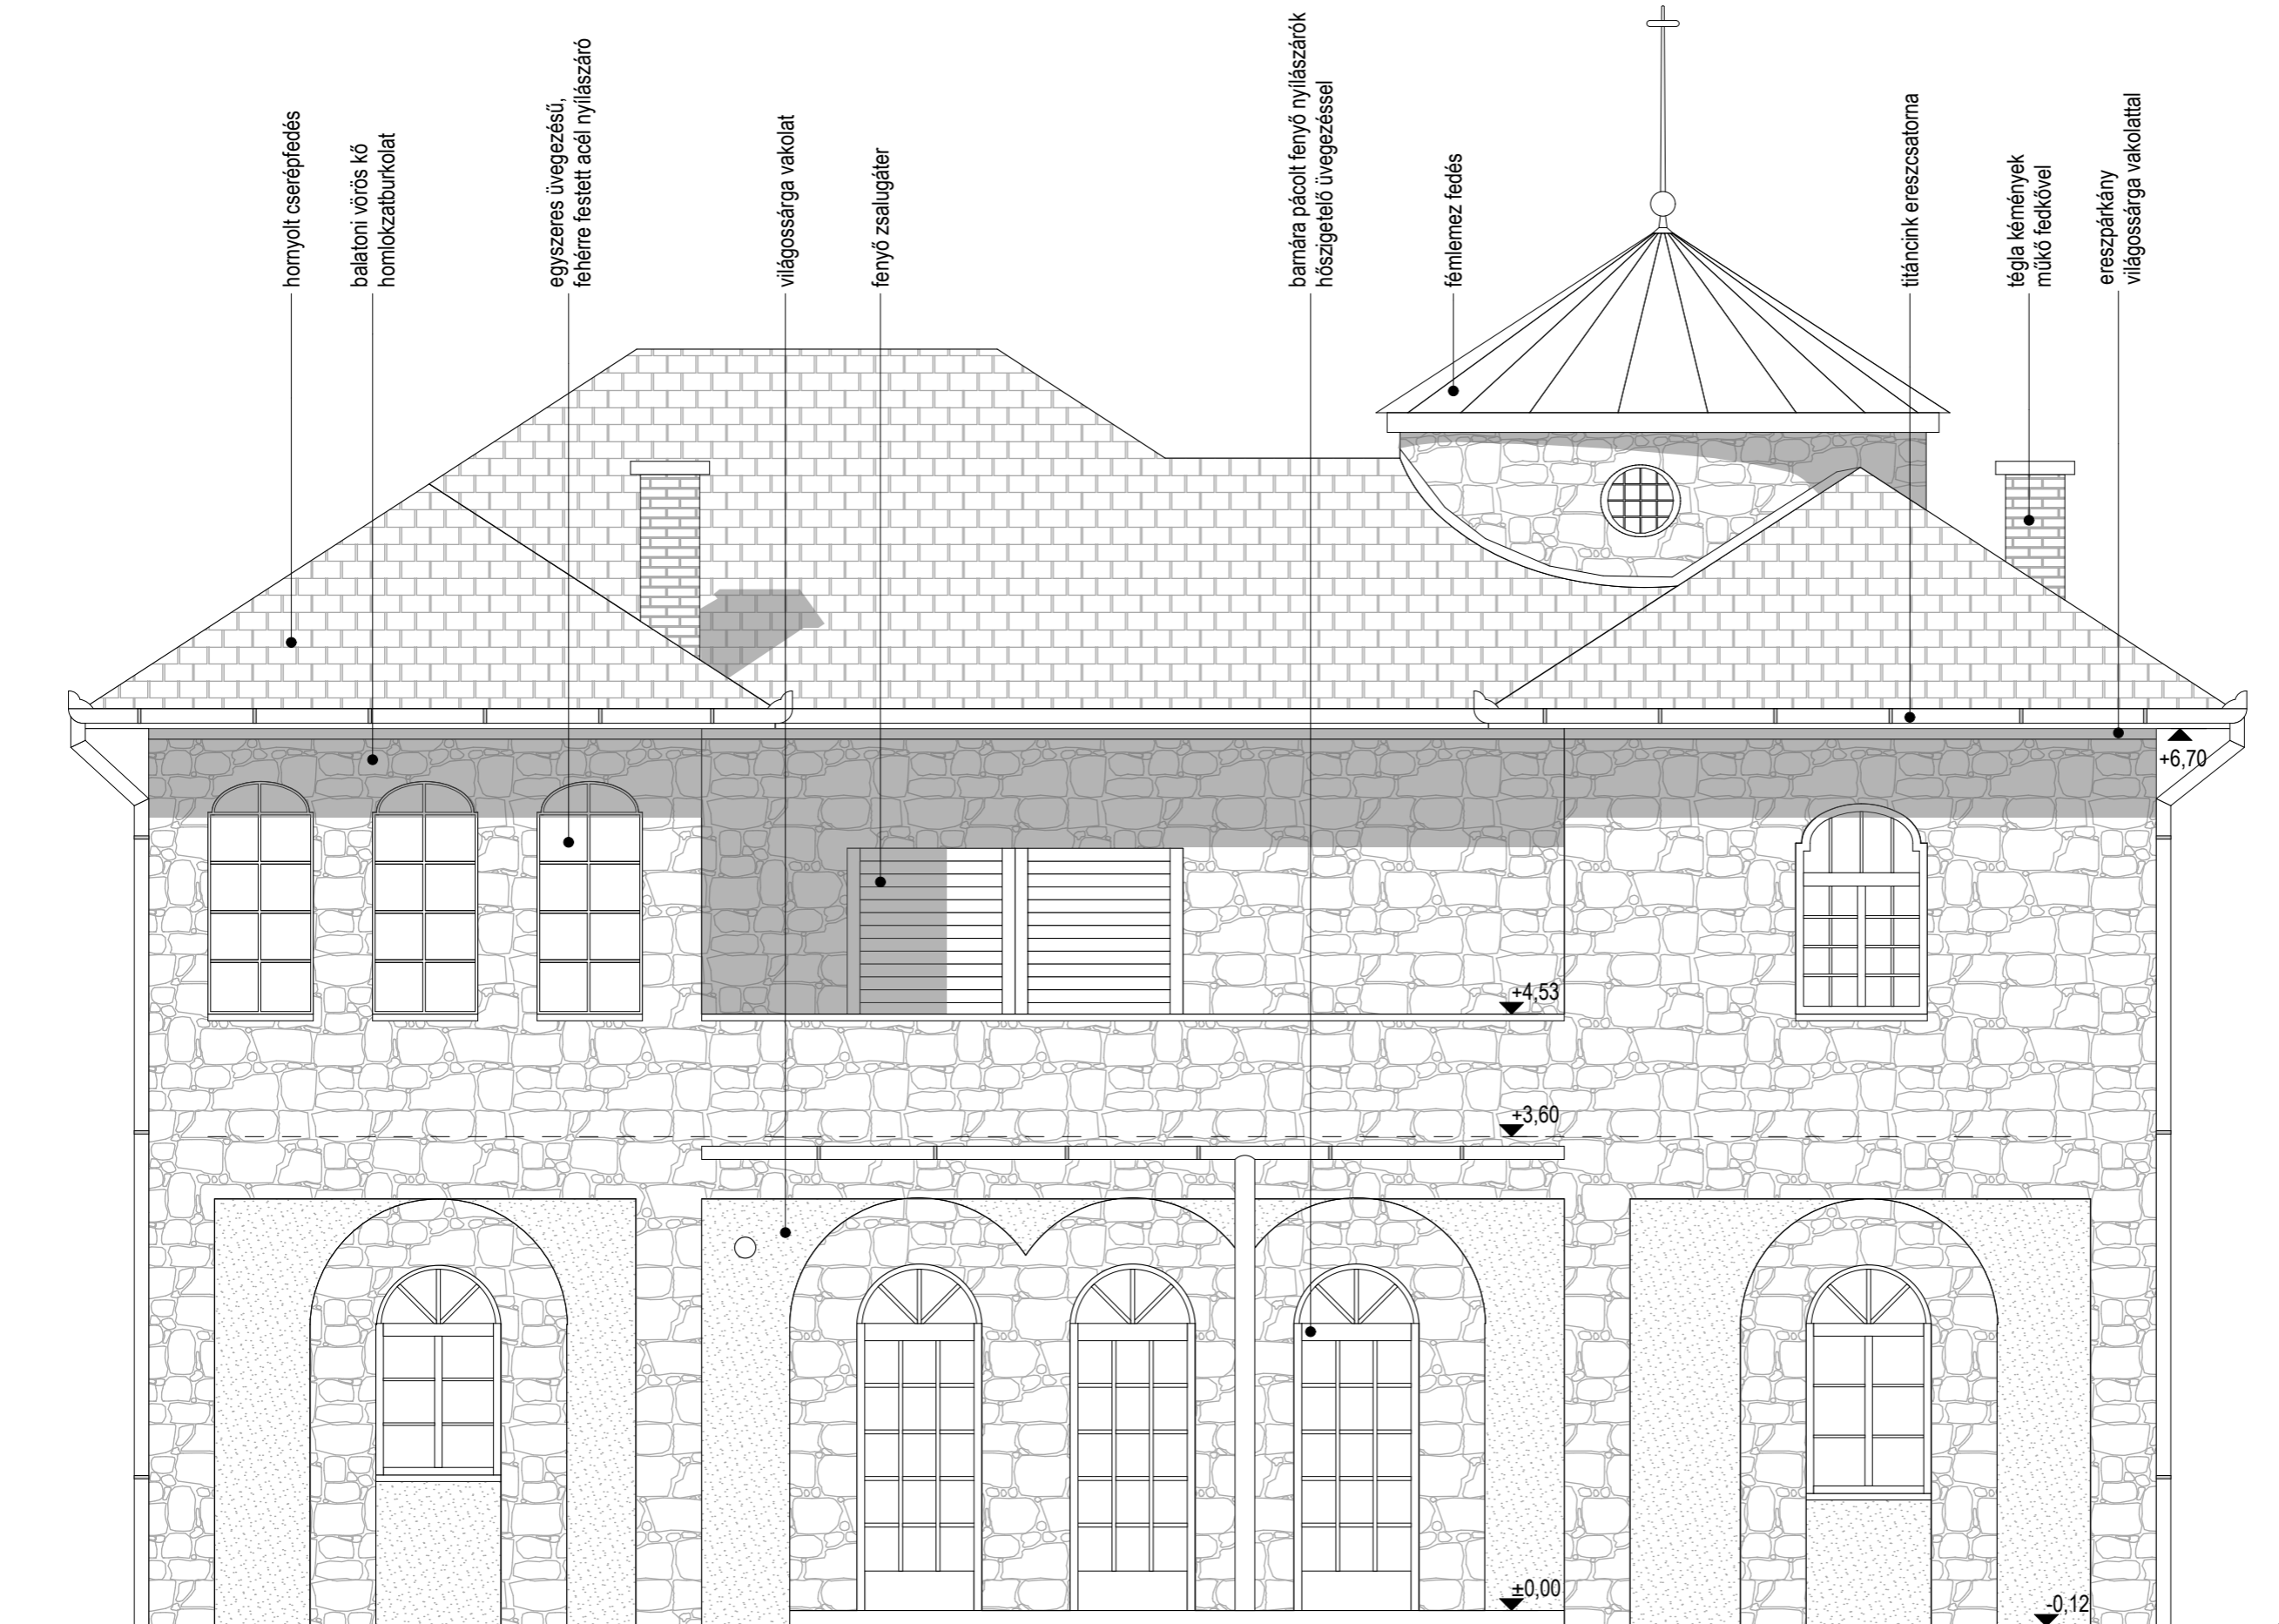 hornyolt cserépfedés
balatoni vörös kő
homlokzatburkolat
egyszeres üvegezésű,
fehérre festett acél nyílászáró
világossárga vakolat
fenyő zsalugáter
barnára pácolt fenyő nyílászárók
hőszigetelő üvegezéssel
fémlemez fedés
titáncink ereszcsatorna
tégla kémények
műkő fedkővel
ereszpárkány
világossárga vakolattal
+6,70
+4,53
+3,60
±0,00
-0,12